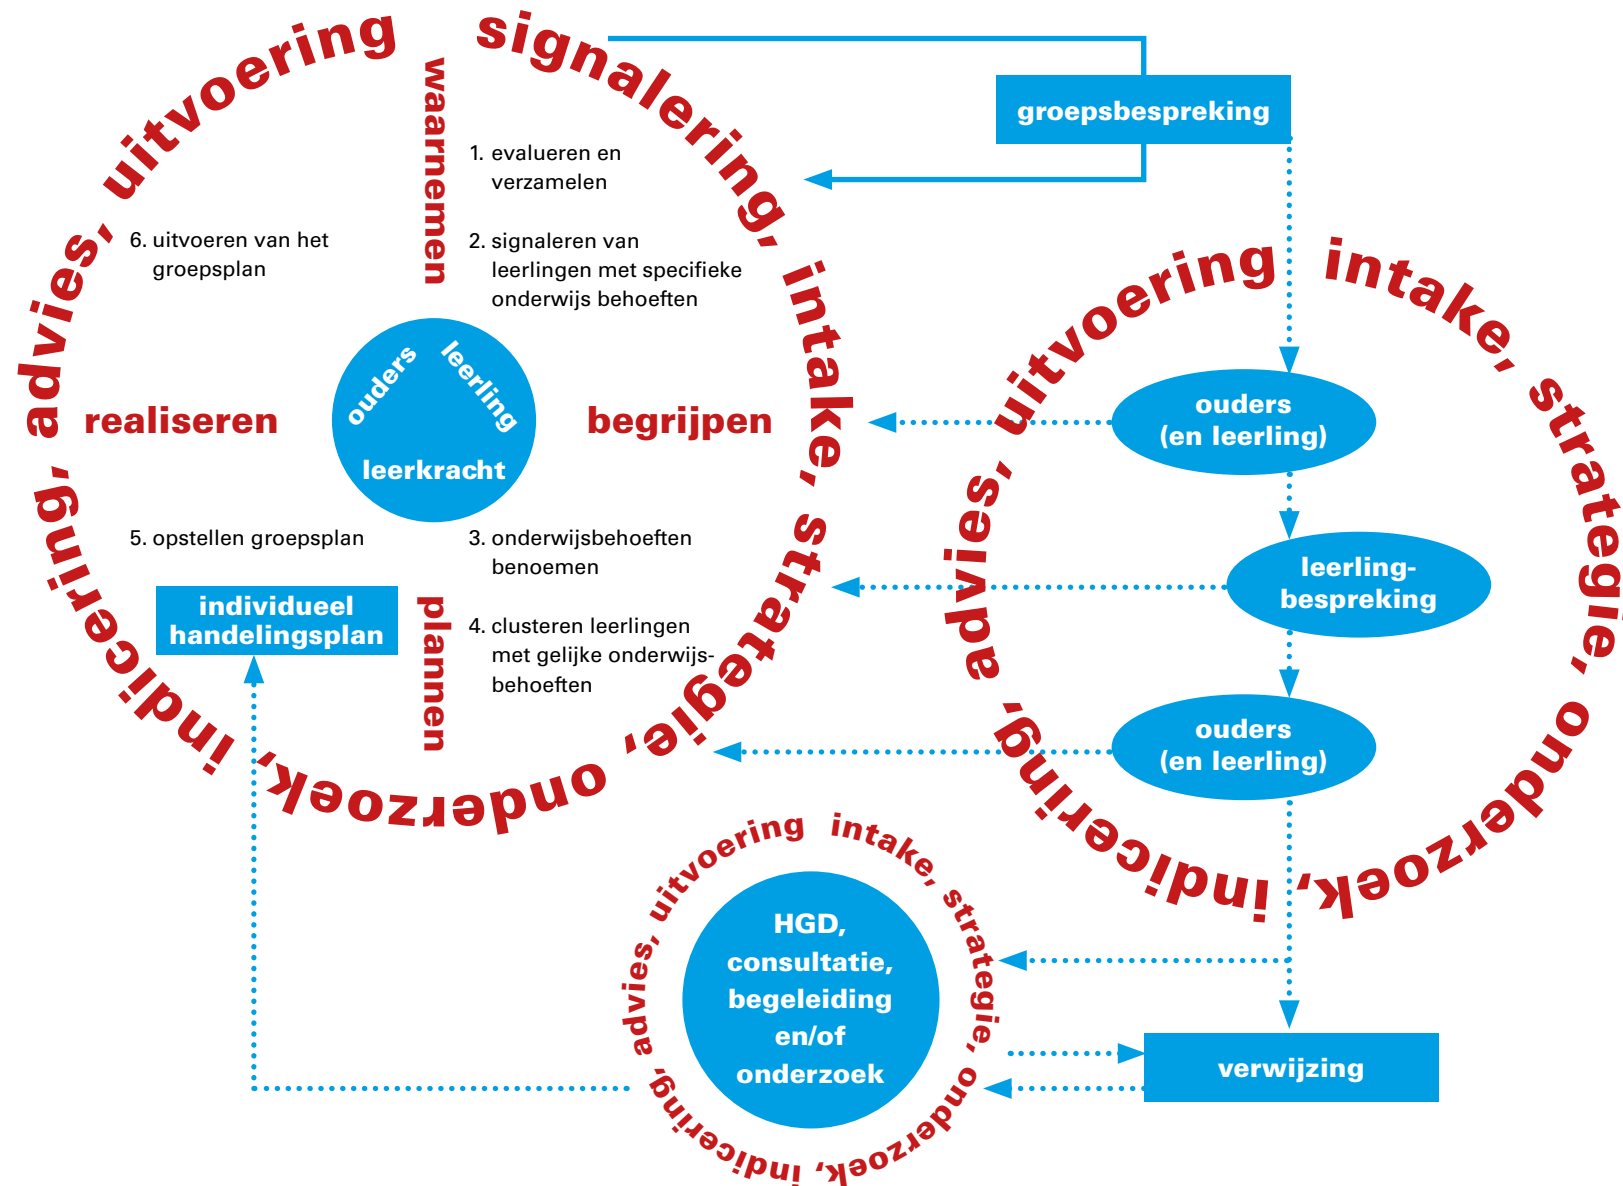 signalering, intake, strategie, onderzoek, indicering, advies, uitvoering
waarnemen
1. evalueren en
verzamelen
2. signaleren van
leerlingen met specifieke
onderwijs behoeften
6. uitvoeren van het
groepsplan
ouders
leerling
leerkracht
realiseren
begrijpen
5. opstellen groepsplan
3. onderwijsbehoeften
benoemen
individueel
handelingsplan
plannen
4. clusteren leerlingen
met gelijke onderwijs-
behoeften
groepsbespreking
intake, strategie, onderzoek, indicering, advies, uitvoering
ouders
(en leerling)
leerling-
bespreking
ouders
(en leerling)
intake, strategie, onderzoek, indicering, advies, uitvoering
HGD,
consultatie,
begeleiding
en/of
onderzoek
verwijzing